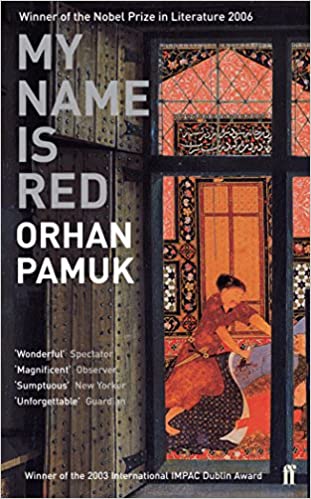 Winner of the Nobel Prize in Literature 2006
MY
NAME
IS
RED
ORHAN
PAMUK
'Wonderful' Spectator
'Magnificent' Observer
'Sumptuous' New Yorker
'Unforgettable' Guardian
ff
Winner of the 2003 International IMPAC Dublin Award